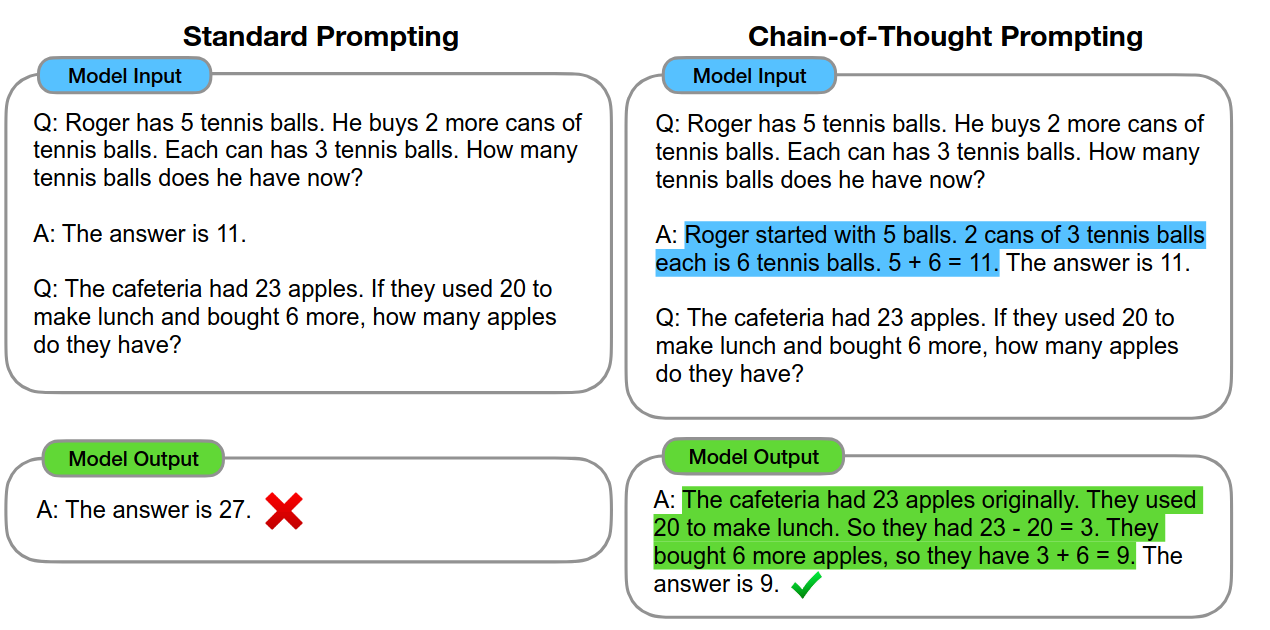 Standard Prompting
Model Input
Q: Roger has 5 tennis balls. He buys 2 more cans of
tennis balls. Each can has 3 tennis balls. How many
tennis balls does he have now?
A: The answer is 11.
Q: The cafeteria had 23 apples. If they used 20 to
make lunch and bought 6 more, how many apples
do they have?
Model Output
A: The answer is 27.
Chain-of-Thought Prompting
Model Input
Q: Roger has 5 tennis balls. He buys 2 more cans of
tennis balls. Each can has 3 tennis balls. How many
tennis balls does he have now?
A: Roger started with 5 balls. 2 cans of 3 tennis balls
each is 6 tennis balls. 5 + 6 = 11. The answer is 11.
Q: The cafeteria had 23 apples. If they used 20 to
make lunch and bought 6 more, how many apples
do they have?
Model Output
A: The cafeteria had 23 apples originally. They used
20 to make lunch. So they had 23 - 20 = 3. They
bought 6 more apples, so they have 3 + 6 = 9. The
answer is 9.